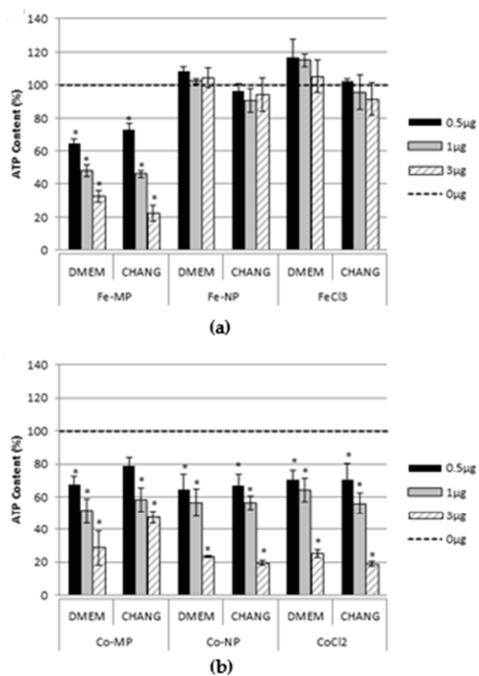 140
120
100
80
60
40
20
0
ATP Content (%)
* * * * * *
DMEM CHANG DMEM CHANG DMEM CHANG
Fe-MP Fe-NP FeCl3
0.5µg
1µg
3µg
0µg
(a)
140
120
100
80
60
40
20
0
ATP Content (%)
* * * * * * * * * * * * * * * * *
DMEM CHANG DMEM CHANG DMEM CHANG
Co-MP Co-NP CoCl2
0.5µg
1µg
3µg
0µg
(b)